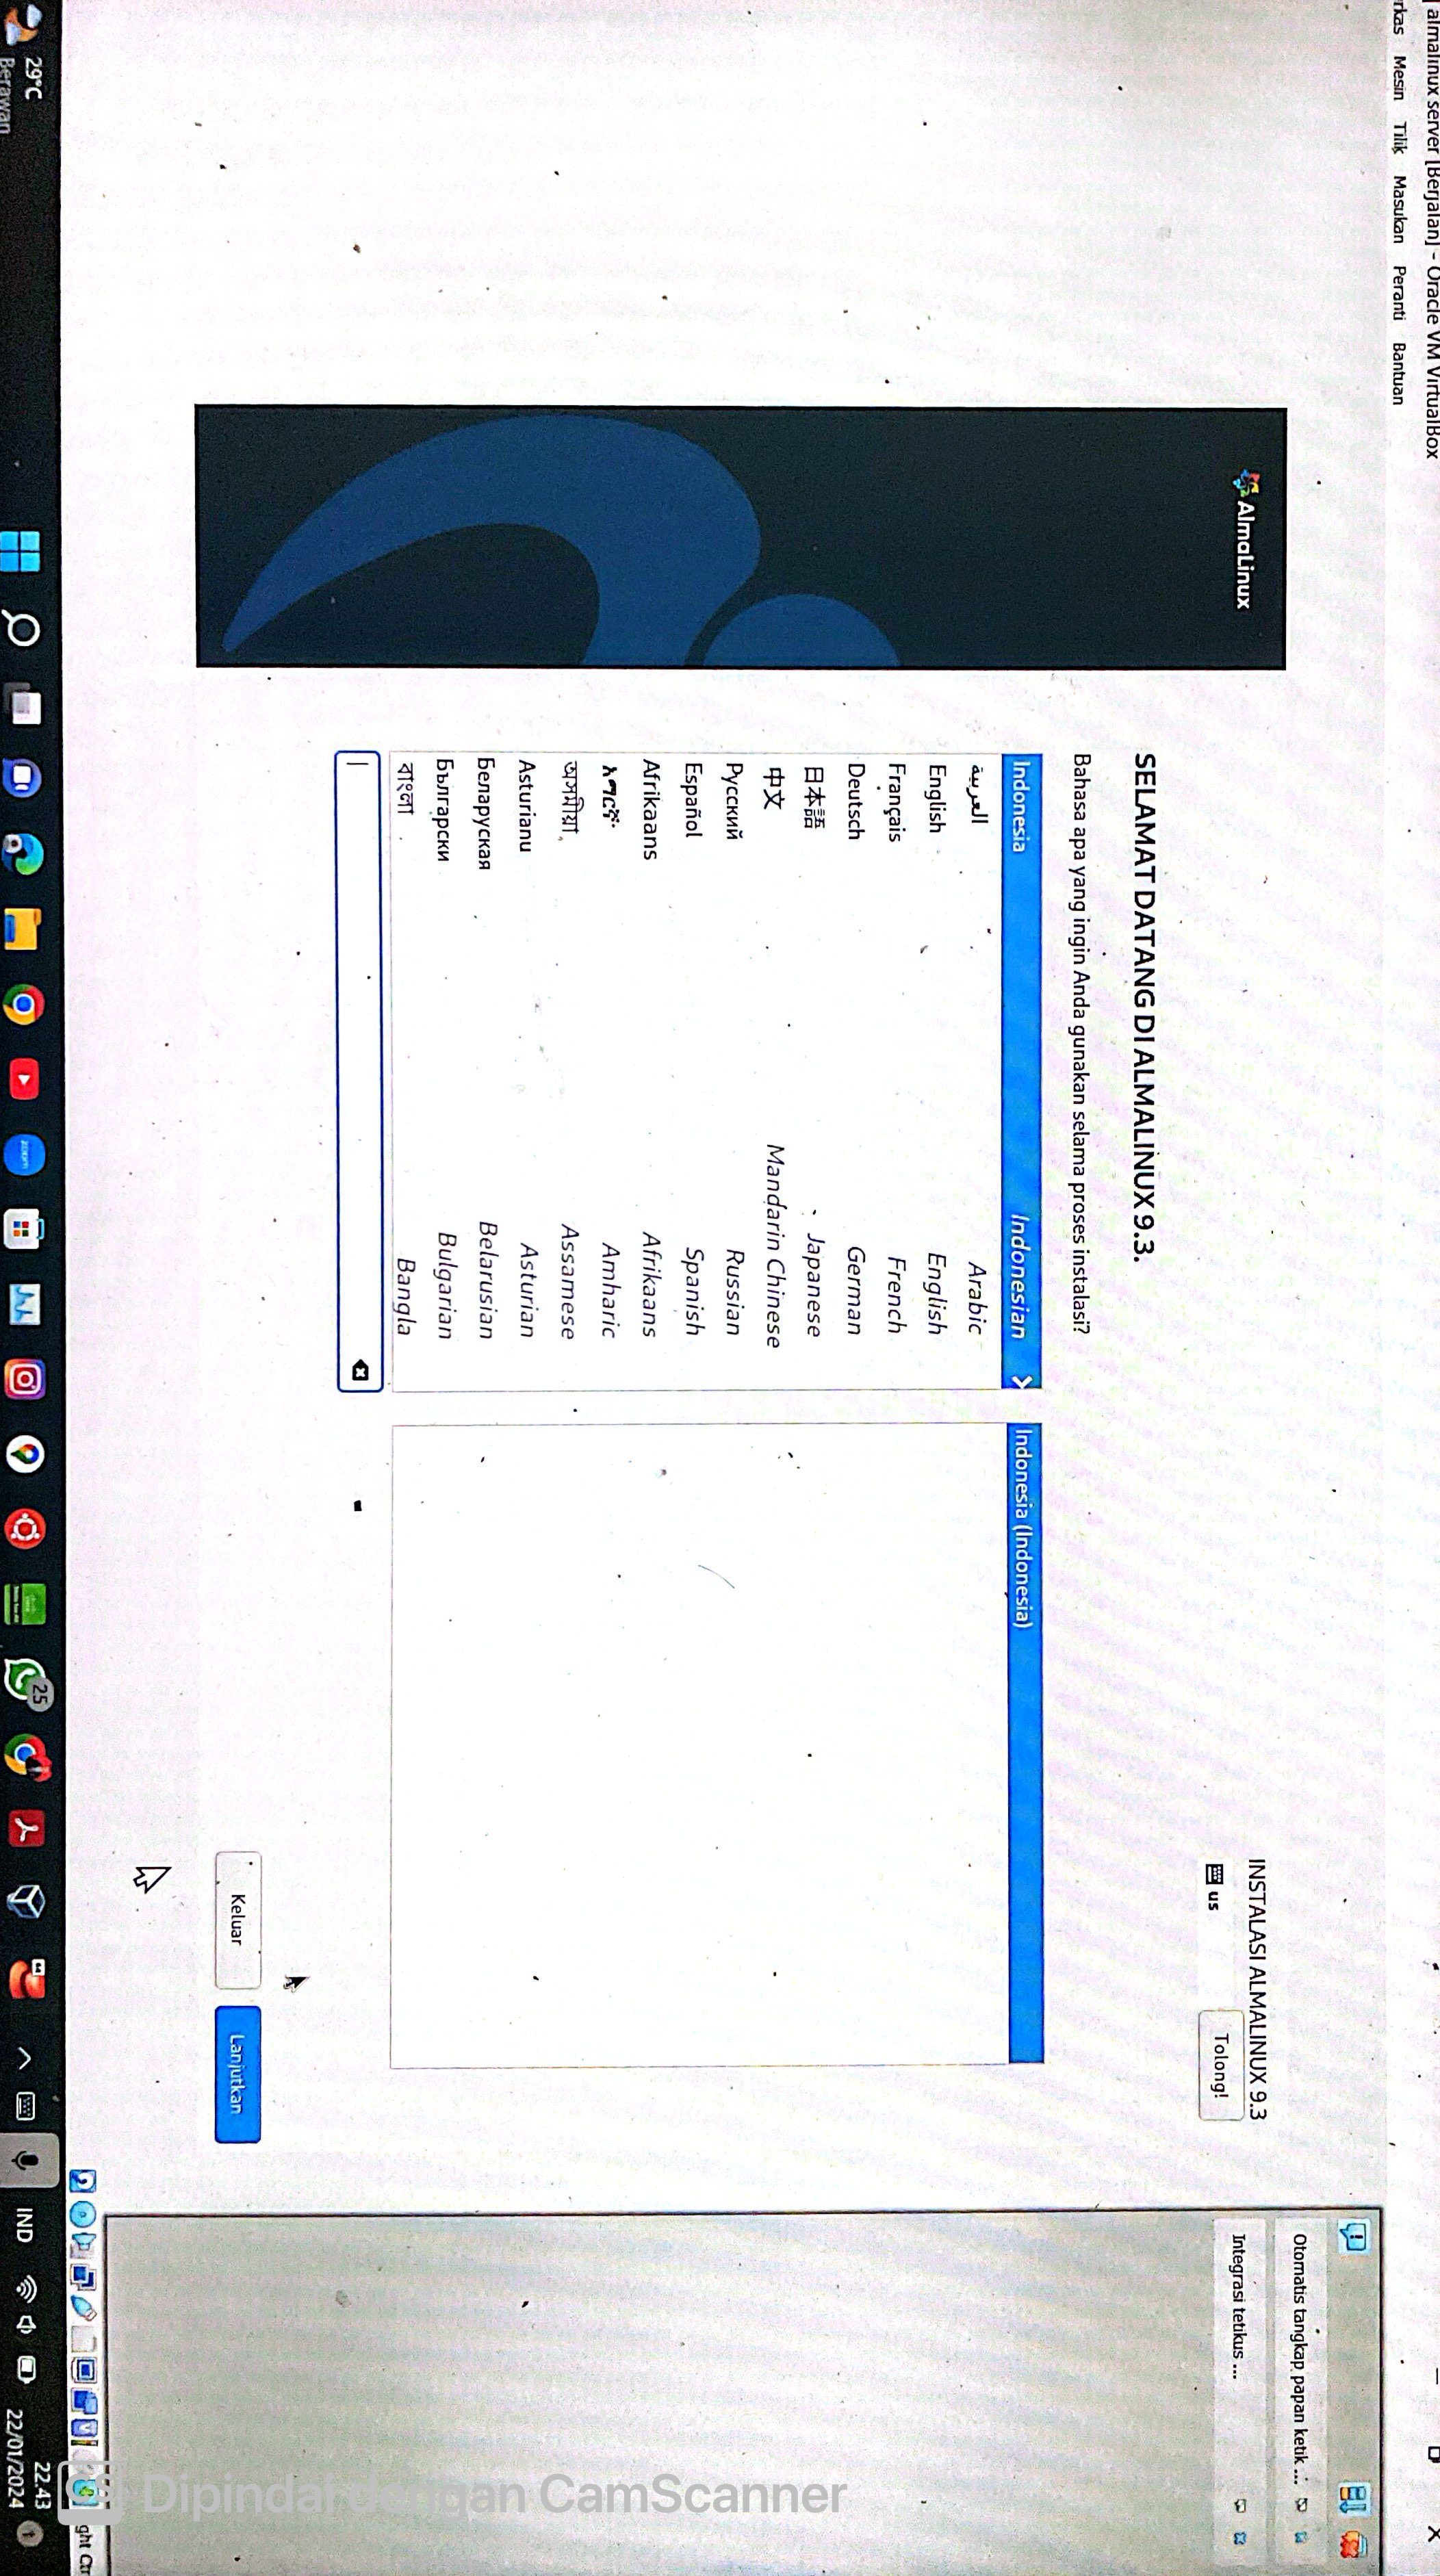 almalinux server [Berjalan] - Oracle VM VirtualBox
rkas Mesin Tilik Masukan Peranti Bantuan
AlmaLinux
INSTALASI ALMALINUX 9.3
us Tolong!
Otomatis tangkap papan ketik ...
Integrasi tetikus ...
SELAMAT DATANG DI ALMALINUX 9.3.
Bahasa apa yang ingin Anda gunakan selama proses instalasi?
Indonesia Indonesian
العربية Arabic
English English
Français French
Deutsch German
日本語 Japanese
中文 Mandarin Chinese
Русский Russian
Español Spanish
Afrikaans Afrikaans
አማርኛ Amharic
অসমীয়া Assamese
Asturianu Asturian
Беларуская Belarusian
Български Bulgarian
বাংলা Bangla
Indonesia (Indonesia)
Keluar Lanjutkan
ght Ctr
29°C
Berawan
zoom
25
IND
22.43
22/01/2024
CS Dipindai dengan CamScanner